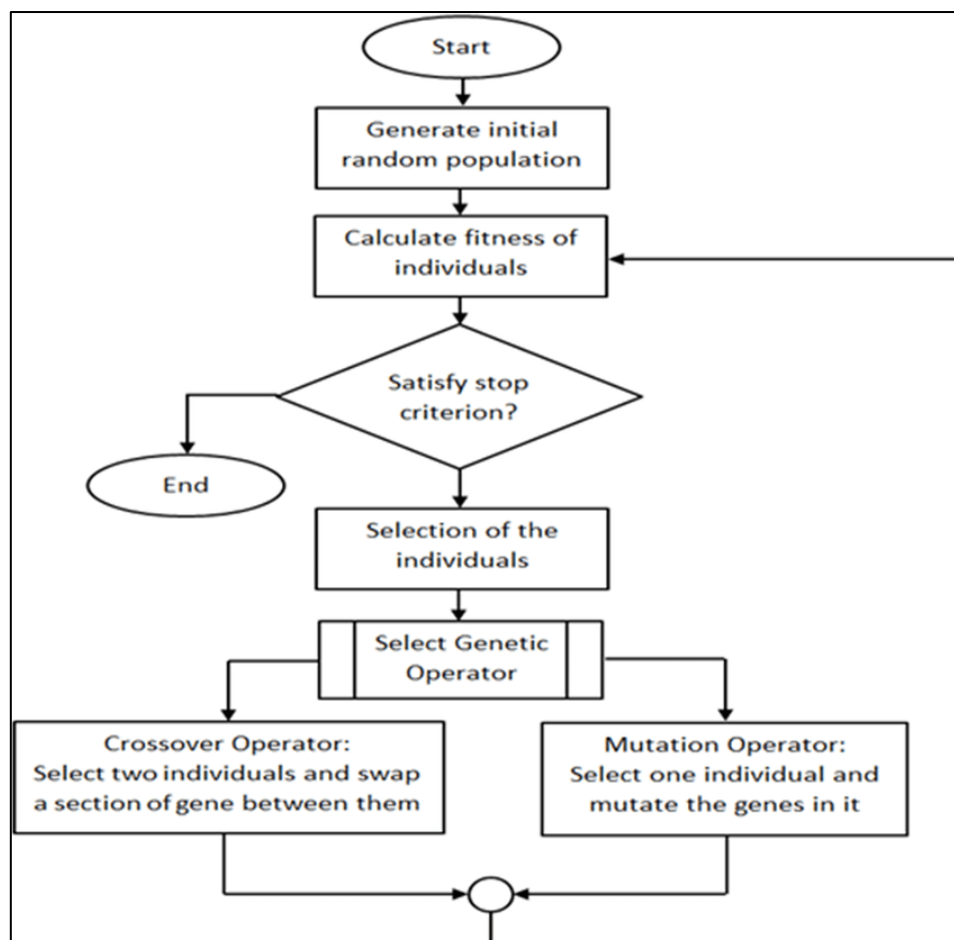 Start
Generate initial
random population
Calculate fitness of
individuals
Satisfy stop
criterion?
End
Selection of the
individuals
Select Genetic
Operator
Crossover Operator:
Select two individuals and swap
a section of gene between them
Mutation Operator:
Select one individual and
mutate the genes in it